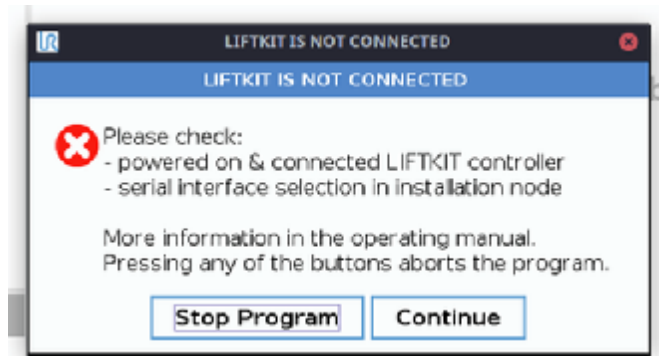 UR
LIFTKIT IS NOT CONNECTED
LIFTKIT IS NOT CONNECTED
Please check:
- powered on & connected LIFTKIT controller
- serial interface selection in installation node
More information in the operating manual.
Pressing any of the buttons aborts the program.
Stop Program
Continue